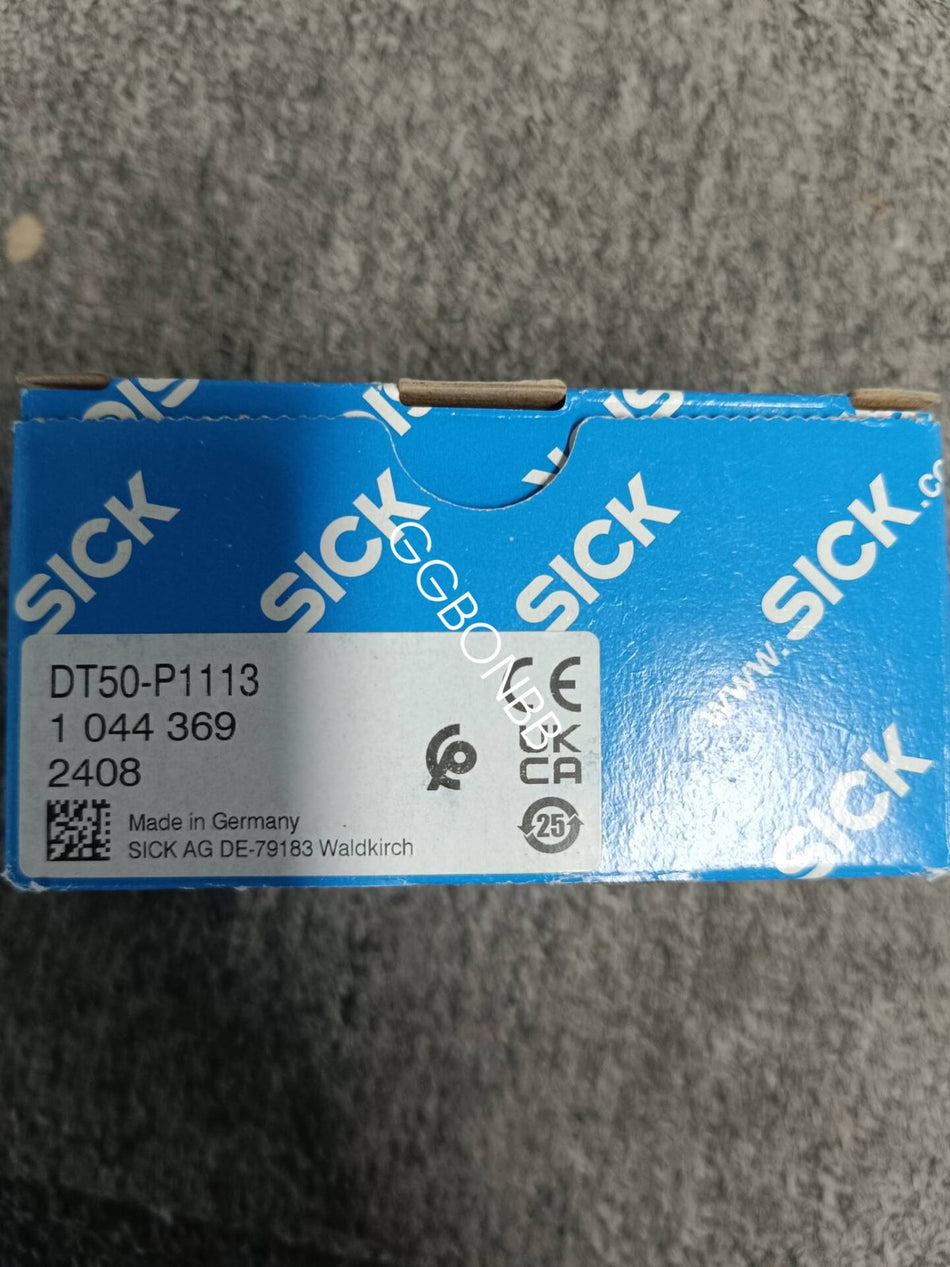 SICK
SICK
SICK
www.SICK.co
SICK
GGBONBB
DT50-P1113
1 044 369
2408
CE
UK
CA
25
Made in Germany
SICK AG DE-79183 Waldkirch